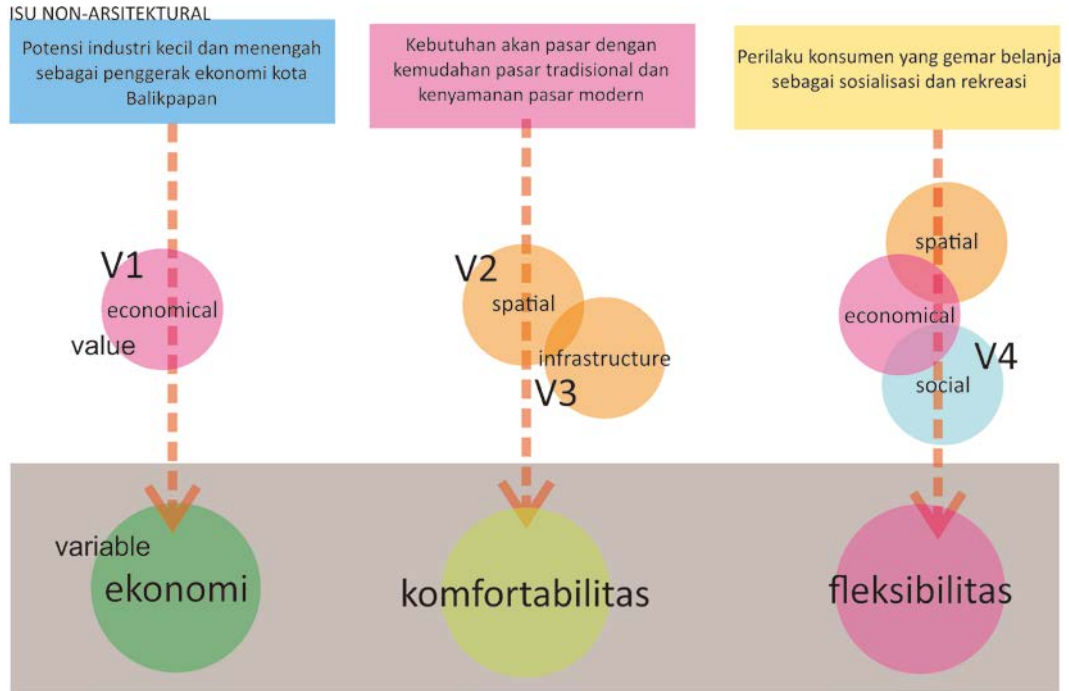 ISU NON-ARSITEKTURAL
Potensi industri kecil dan menengah
sebagai penggerak ekonomi kota
Balikpapan
Kebutuhan akan pasar dengan
kemudahan pasar tradisional dan
kenyamanan pasar modern
Perilaku konsumen yang gemar belanja
sebagai sosialisasi dan rekreasi
V1
economical
value
V2
spatial
infrastructure
V3
spatial
economical
V4
social
variable
ekonomi
komfortabilitas
fleksibilitas